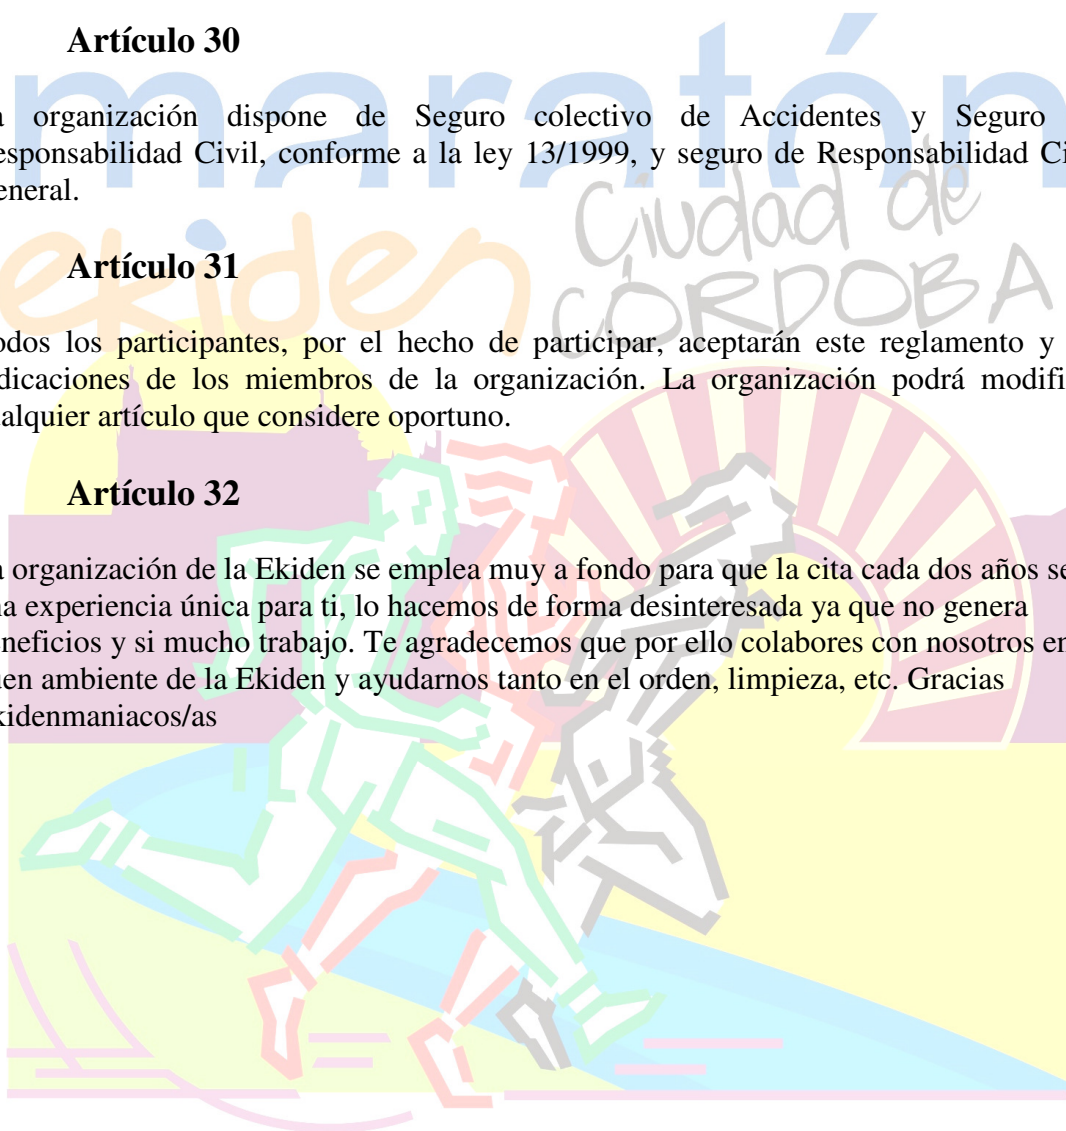 Artículo 30
maratón
a organización dispone de Seguro colectivo de Accidentes y Seguro
esponsabilidad Civil, conforme a la ley 13/1999, y seguro de Responsabilidad Ci
eneral.
Ciudad de
CÓRDOBA
ekiden
Artículo 31
odos los participantes, por el hecho de participar, aceptarán este reglamento y
dicaciones de los miembros de la organización. La organización podrá modifi
alquier artículo que considere oportuno.
Artículo 32
a organización de la Ekiden se emplea muy a fondo para que la cita cada dos años se
na experiencia única para ti, lo hacemos de forma desinteresada ya que no genera
eneficios y si mucho trabajo. Te agradecemos que por ello colabores con nosotros en
uen ambiente de la Ekiden y ayudarnos tanto en el orden, limpieza, etc. Gracias
kidenmaniacos/as